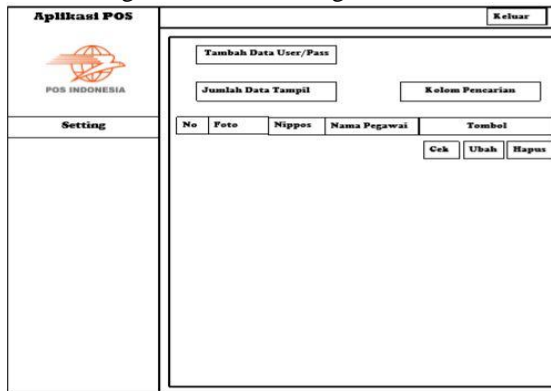 Aplikasi POS
Keluar
POS INDONESIA
Tambah Data User/Pass
Jumlah Data Tampil
Kolom Pencarian
Setting
No Foto Nippos Nama Pegawai Tombol
Cek Ubah Hapus